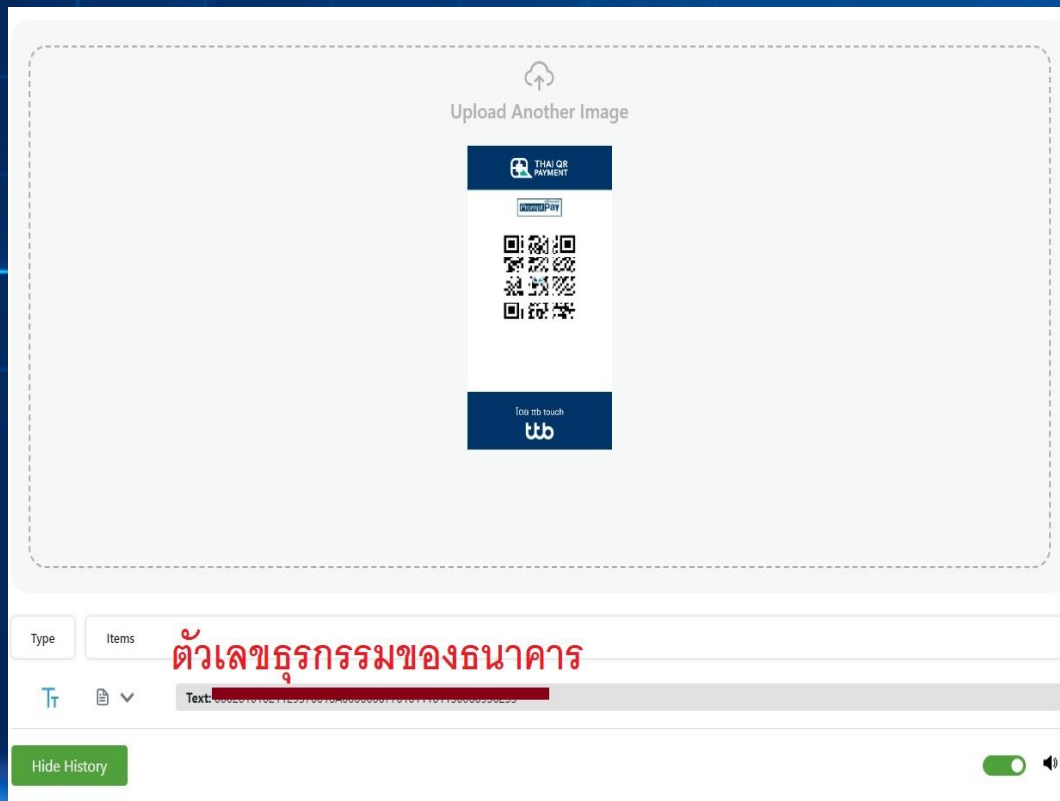 Upload Another Image
THAI QR
PAYMENT
PromptPay
โดย ttb touch
ttb
Type
Items
ตัวเลขธุรกรรมของธนาคาร
Text:
Hide History